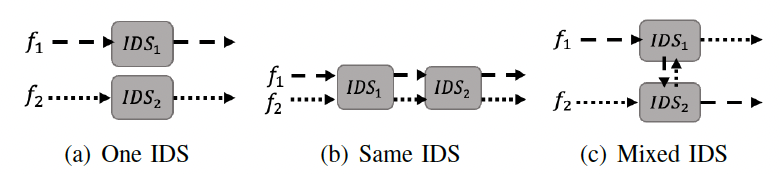 f₁ IDS₁
f₂ IDS₂
(a) One IDS
f₁
f₂ IDS₁ IDS₂
(b) Same IDS
f₁ IDS₁
f₂ IDS₂
(c) Mixed IDS